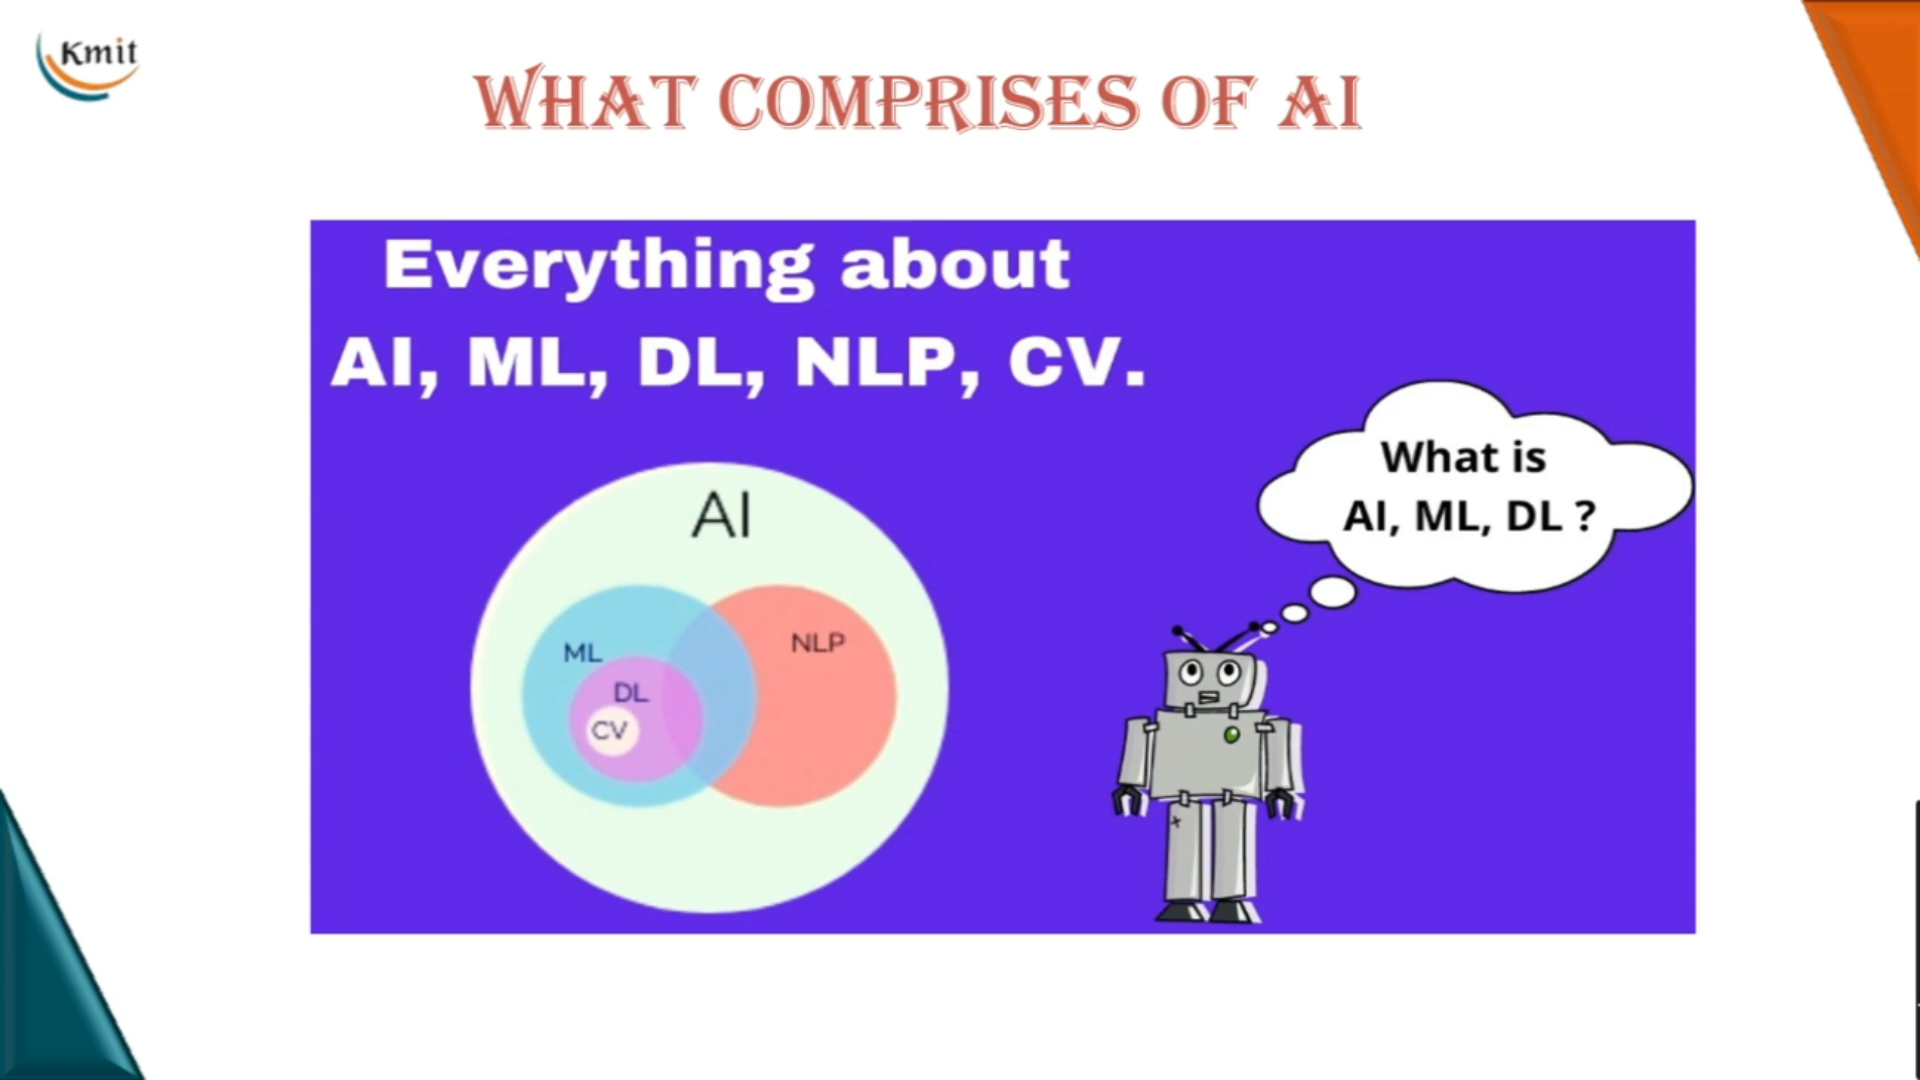 Kmit
WHAT COMPRISES OF AI
Everything about
AI, ML, DL, NLP, CV.
What is
AI, ML, DL ?
AI
ML
NLP
DL
CV